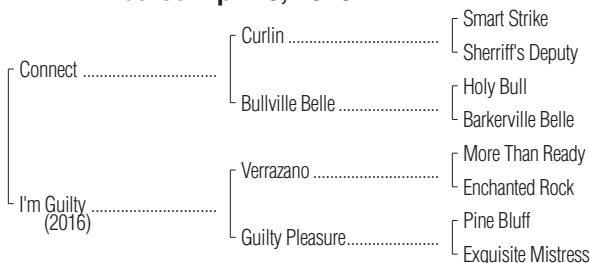 Smart Strike
Curlin ..................................
Sherriff's Deputy
Connect ..............................
Holy Bull
Bullville Belle ......................
Barkerville Belle
More Than Ready
Verrazano ............................
Enchanted Rock
I'm Guilty ............................
(2016)
Pine Bluff
Guilty Pleasure.....................
Exquisite Mistress